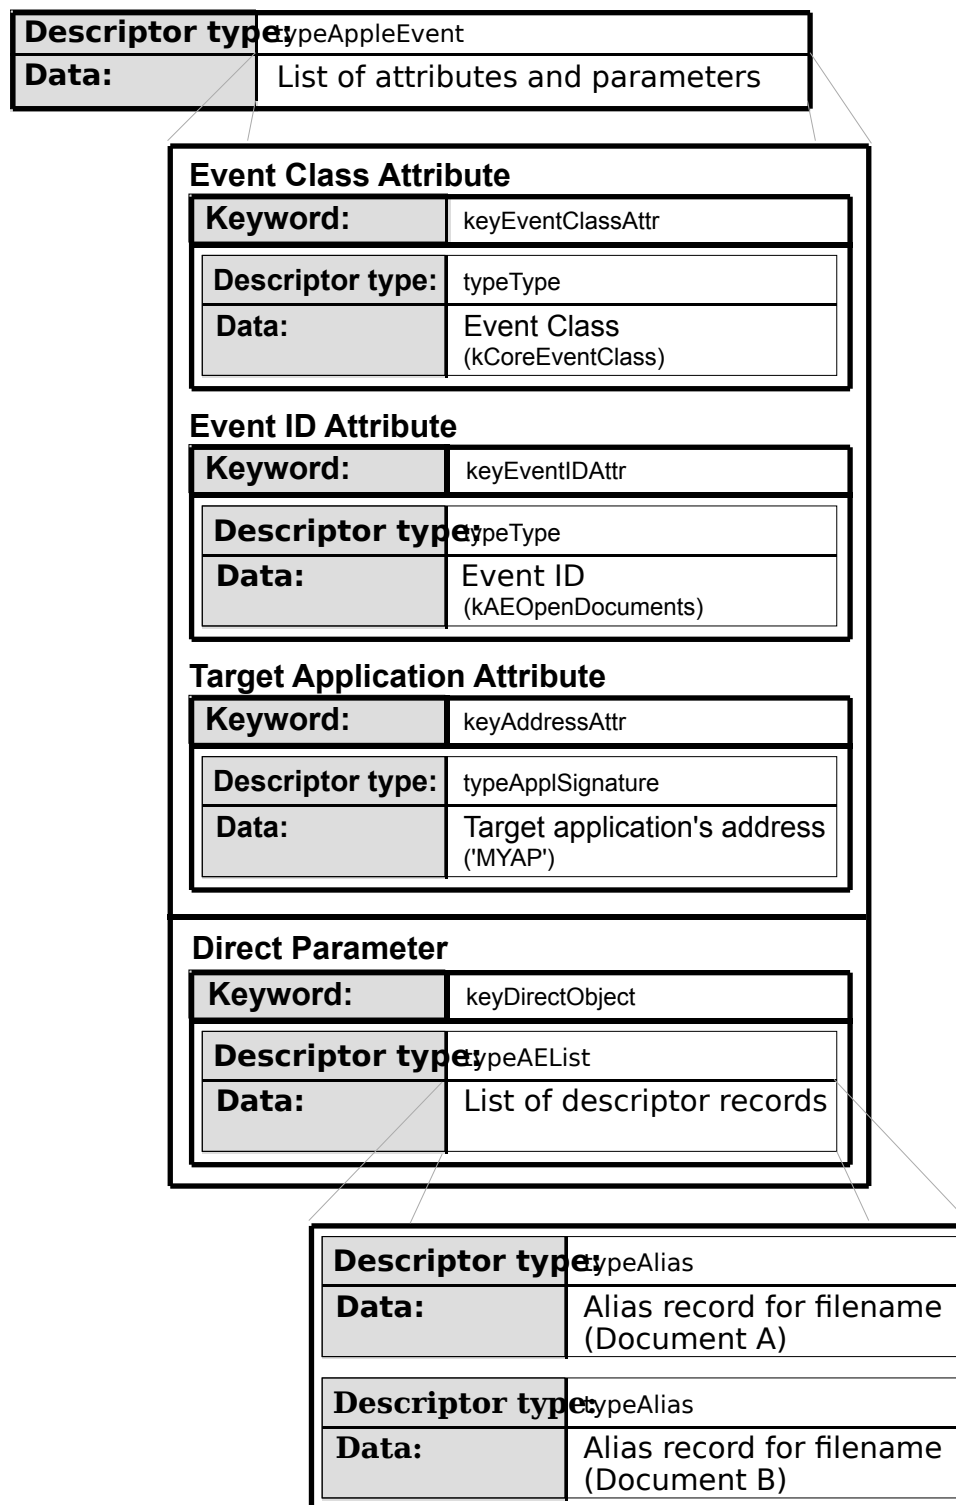 Descriptor type: typeAppleEvent
Data: List of attributes and parameters
Event Class Attribute
Keyword: keyEventClassAttr
Descriptor type: typeType
Data: Event Class
(kCoreEventClass)
Event ID Attribute
Keyword: keyEventIDAttr
Descriptor type: typeType
Data: Event ID
(kAEOpenDocuments)
Target Application Attribute
Keyword: keyAddressAttr
Descriptor type: typeApplSignature
Data: Target application's address
('MYAP')
Direct Parameter
Keyword: keyDirectObject
Descriptor type: typeAEList
Data: List of descriptor records
Descriptor type: typeAlias
Data: Alias record for filename
(Document A)
Descriptor type: typeAlias
Data: Alias record for filename
(Document B)